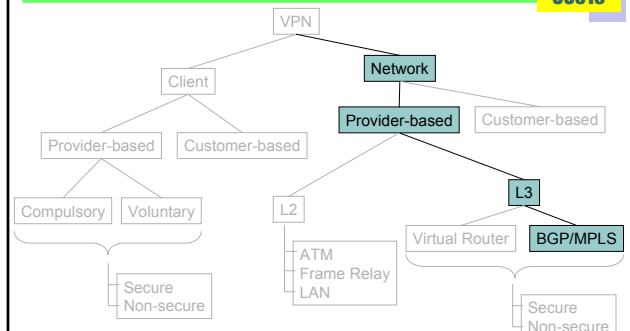 VPN
Client
Network
Provider-based
Customer-based
Provider-based
Customer-based
Compulsory
Voluntary
L2
L3
ATM
Frame Relay
LAN
Virtual Router
BGP/MPLS
Secure
Non-secure
Secure
Non-secure